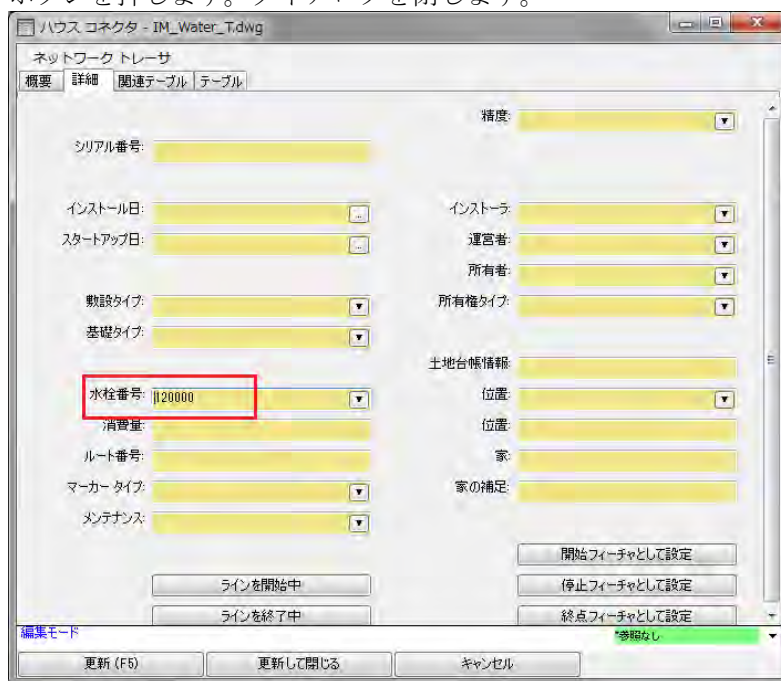 ボタンを押します。ダイアログを閉じます。
ハウス コネクタ - IM_Water_T.dwg
ネットワーク トレーサ
概要 詳細 関連テーブル テーブル
精度:
シリアル番号:
インストール日: インストーラ:
スタートアップ日: 運営者:
所有者:
敷設タイプ: 所有権タイプ:
基礎タイプ:
土地台帳情報:
水栓番号: 120000 位置:
消費量: 位置:
ルート番号: 家:
マーカー タイプ: 家の補足:
メンテナンス:
開始フィーチャとして設定
ラインを開始中 停止フィーチャとして設定
ラインを終了中 終点フィーチャとして設定
編集モード *参照なし
更新 (F5) 更新して閉じる キャンセル